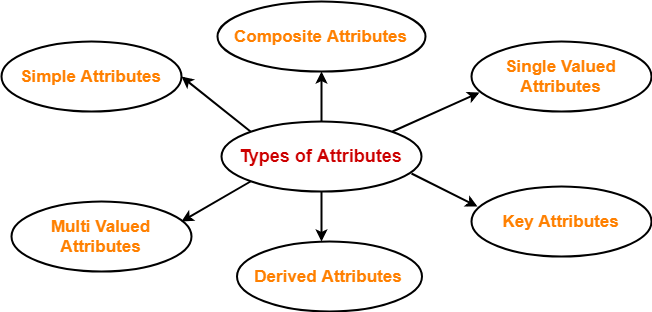 Composite Attributes
Simple Attributes
Single Valued
Attributes
Types of Attributes
Multi Valued
Attributes
Key Attributes
Derived Attributes